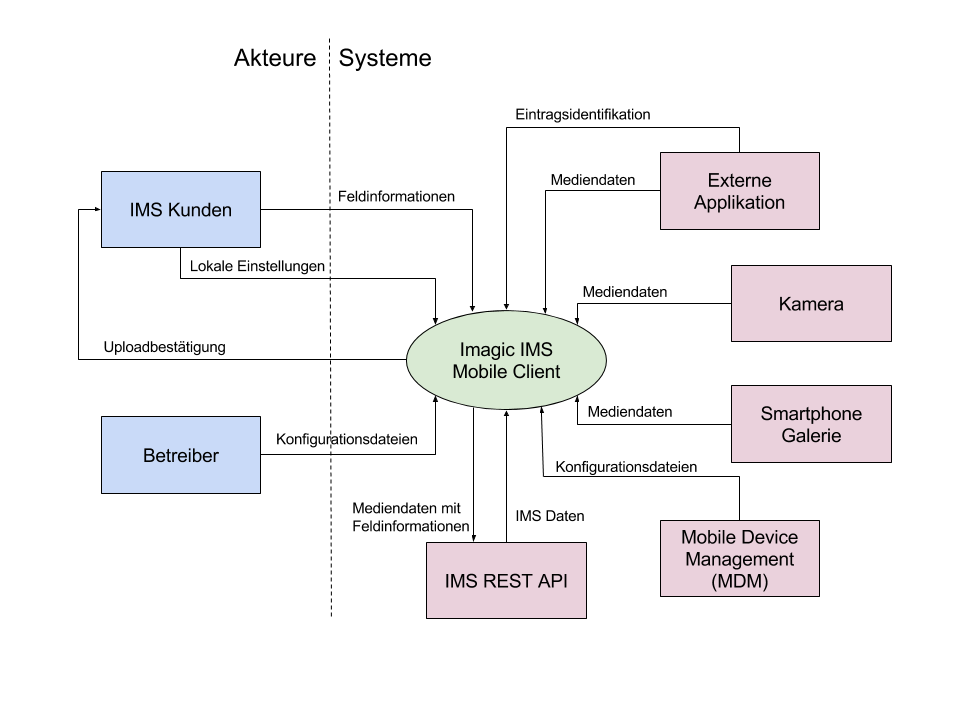 Akteure
Systeme
Eintragsidentifikation
Externe
Applikation
Mediendaten
IMS Kunden
Feldinformationen
Lokale Einstellungen
Mediendaten
Kamera
Uploadbestätigung
Imagic IMS
Mobile Client
Mediendaten
Smartphone
Galerie
Betreiber
Konfigurationsdateien
Konfigurationsdateien
Mediendaten mit
Feldinformationen
IMS Daten
Mobile Device
Management
(MDM)
IMS REST API